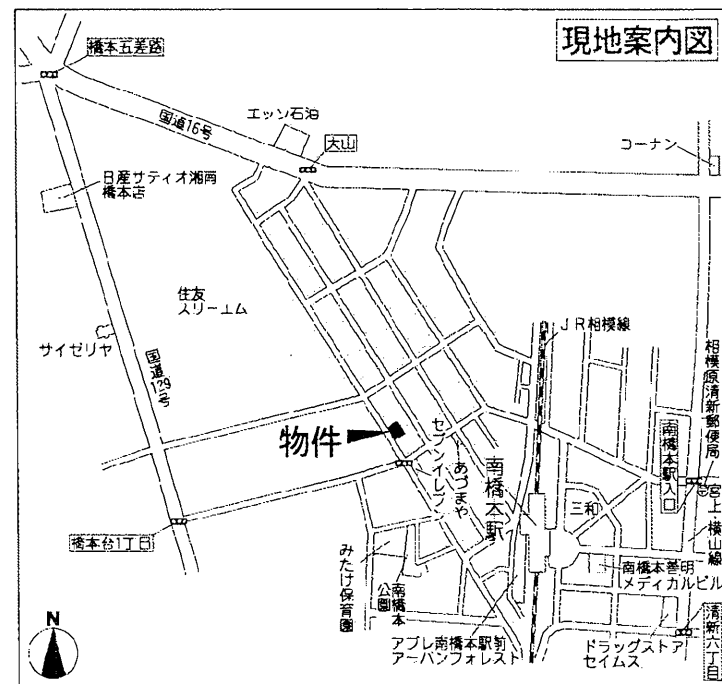 現地案内図
橋本五差路
国道16号
エッソ石油
大山
コーナン
日産サティオ湘南
橋本店
住友
スリーエム
サイゼリヤ
国道129号
JR相模線
相模原清新郵便局
物件
セブンイレブン
あづまや
南橋本駅
南橋本駅入口
三和
宮上・横山線
橋本台1丁目
みたけ保育園
南橋本
公園
南橋本善明
メディカルビル
アブレ南橋本駅前
アーバンフォレスト
ドラッグストア
セイムス
清新六丁目
N